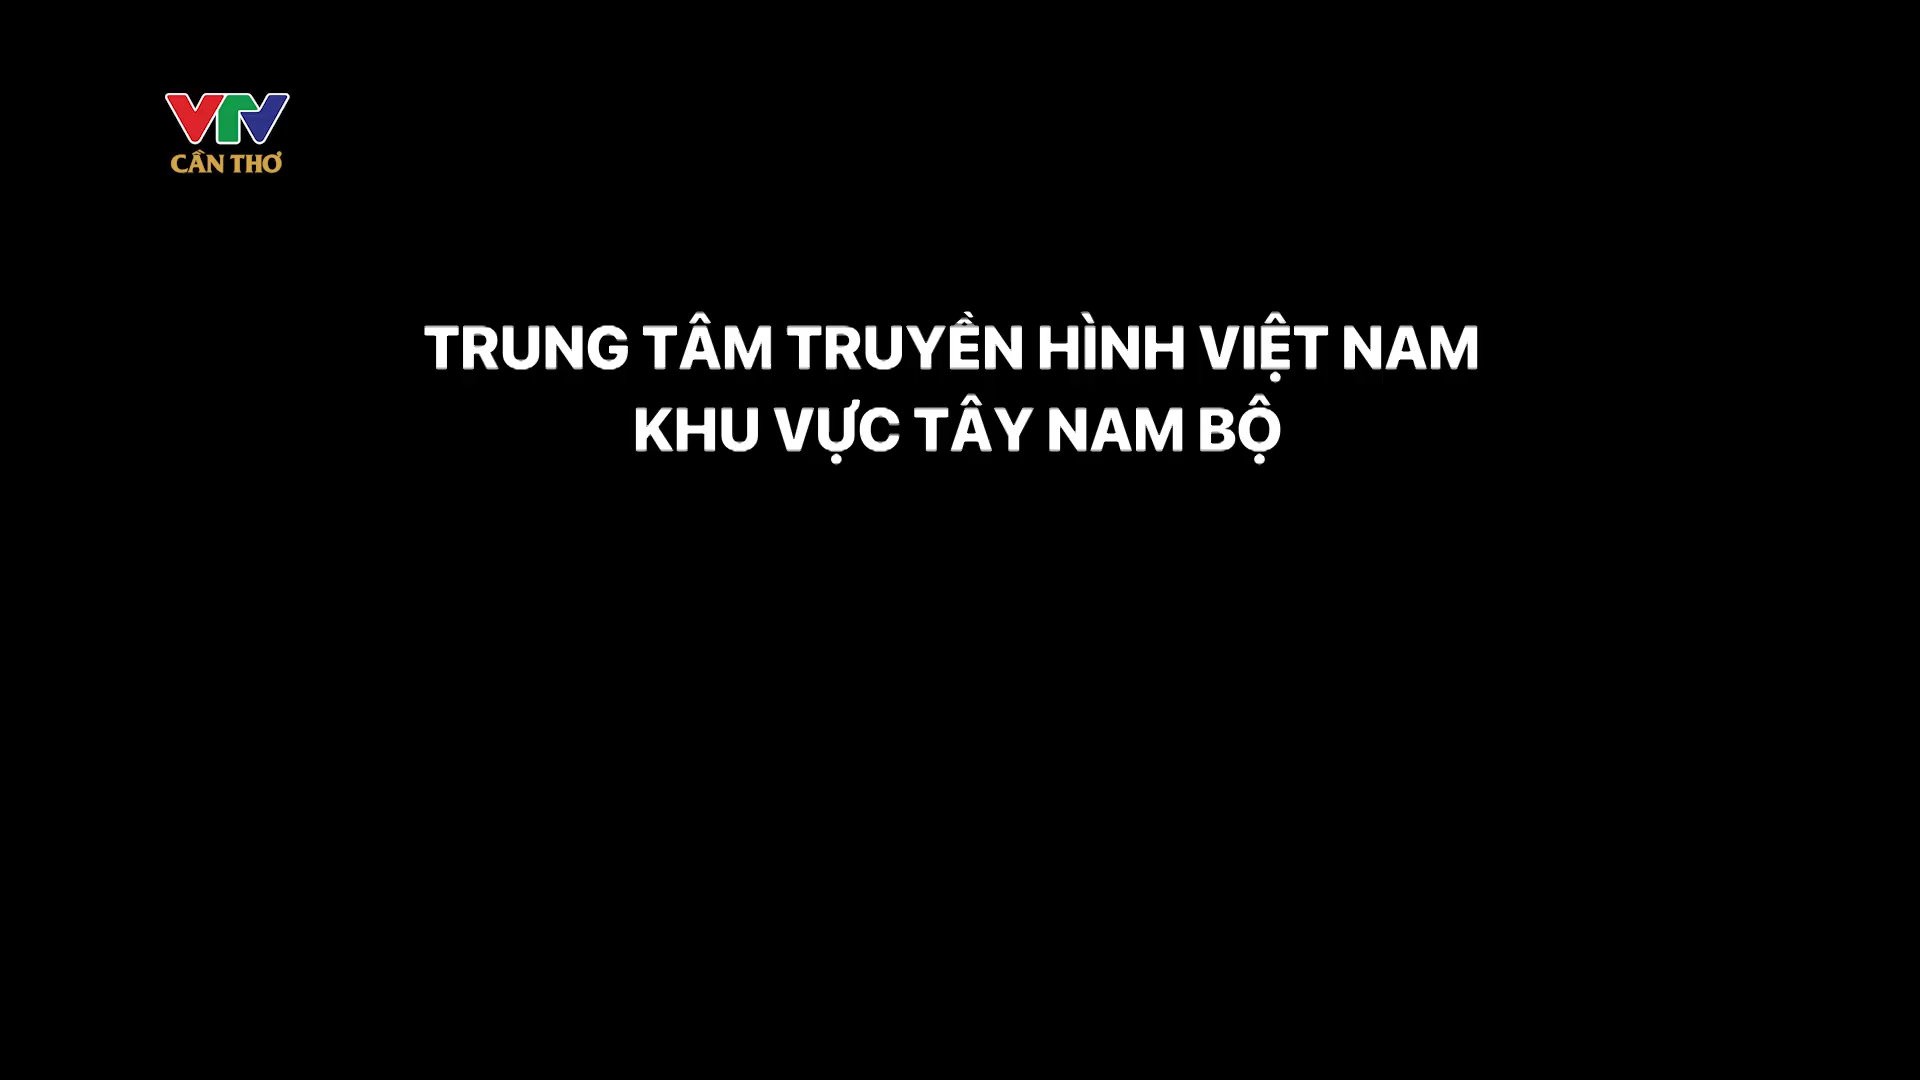 VTV
CẦN THƠ
TRUNG TÂM TRUYỀN HÌNH VIỆT NAM
KHU VỰC TÂY NAM BỘ